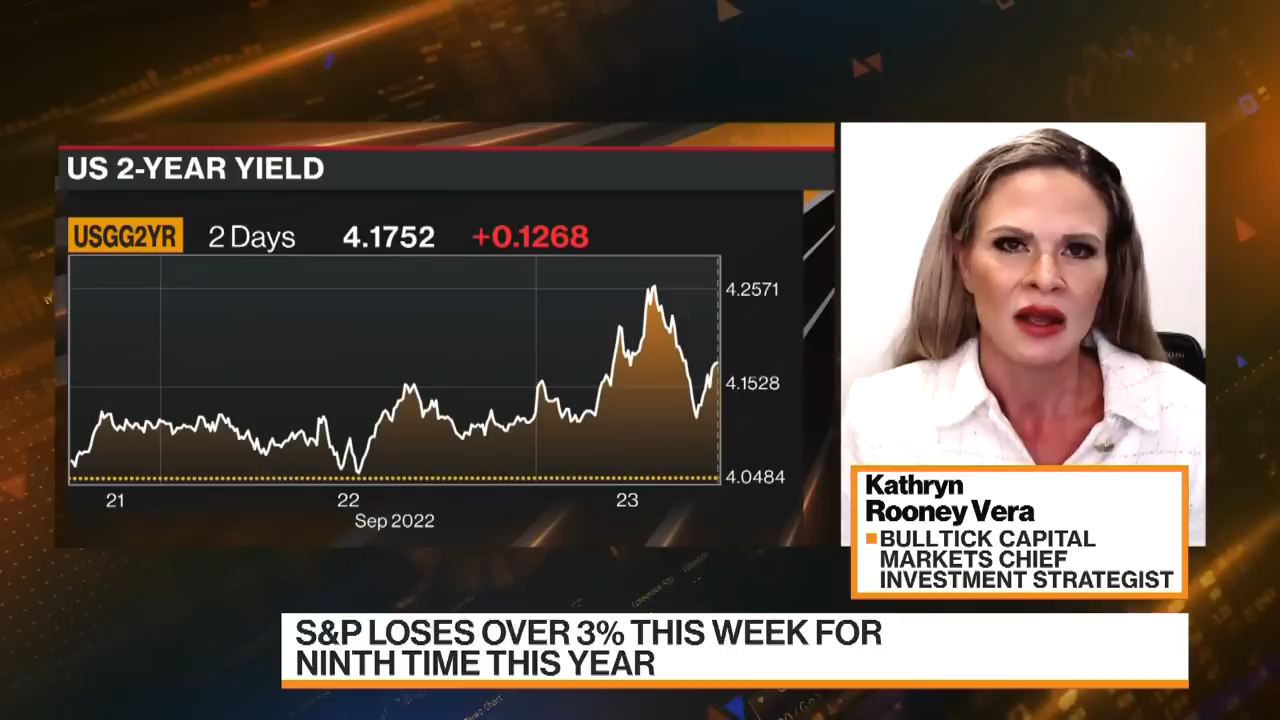 US 2-YEAR YIELD
USGG2YR 2 Days 4.1752 +0.1268
4.2571
4.1528
4.0484
21 22 23
Sep 2022
Kathryn
Rooney Vera
BULLTICK CAPITAL
MARKETS CHIEF
INVESTMENT STRATEGIST
S&P LOSES OVER 3% THIS WEEK FOR
NINTH TIME THIS YEAR